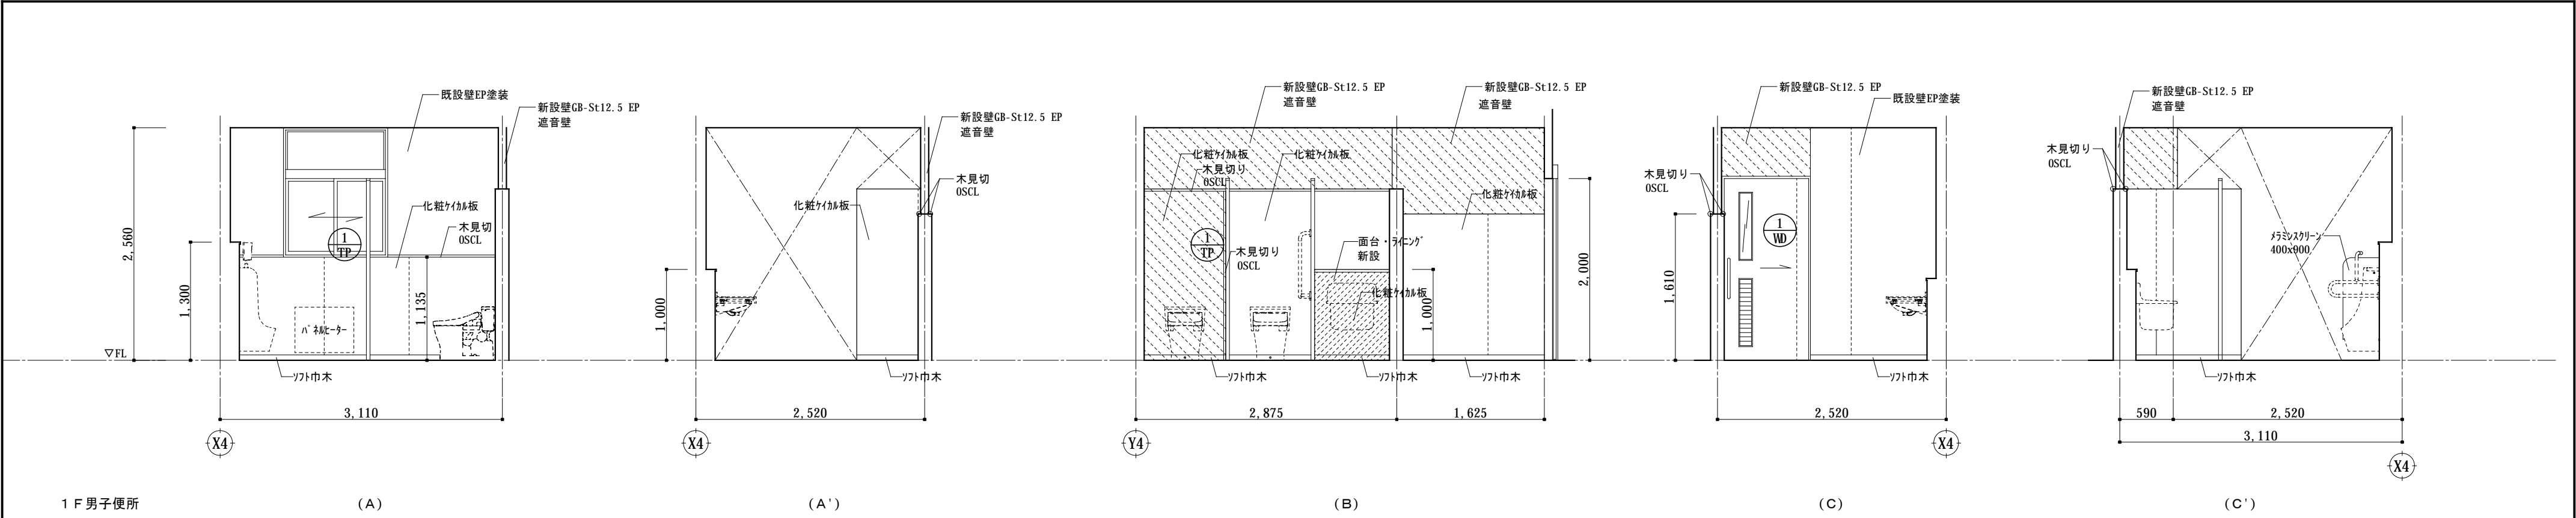 既設壁EP塗装
新設壁GB-St12.5 EP
遮音壁
2,560
1,300
化粧ｹｲｶﾙ板
木見切
OSCL
1
TP
1,135
ﾊﾟﾈﾙﾋｰﾀｰ
▽FL
ｿﾌﾄ巾木
3,110
X4
新設壁GB-St12.5 EP
遮音壁
木見切
OSCL
化粧ｹｲｶﾙ板
1,000
ｿﾌﾄ巾木
2,520
X4
新設壁GB-St12.5 EP
遮音壁
新設壁GB-St12.5 EP
遮音壁
化粧ｹｲｶﾙ板
木見切り
OSCL
化粧ｹｲｶﾙ板
化粧ｹｲｶﾙ板
1
TP
木見切り
OSCL
面台・ﾗｲﾆﾝｸﾞ
新設
化粧ｹｲｶﾙ板
1,000
2,000
ｿﾌﾄ巾木
ｿﾌﾄ巾木
ｿﾌﾄ巾木
2,875
1,625
Y4
新設壁GB-St12.5 EP
既設壁EP塗装
木見切り
OSCL
1
WD
1,610
ｿﾌﾄ巾木
2,520
X4
新設壁GB-St12.5 EP
遮音壁
木見切り
OSCL
ﾒﾗﾐﾝｽｸﾘｰﾝ
400x900
ｿﾌﾄ巾木
590
2,520
3,110
X4
１Ｆ男子便所
(Ａ)
(Ａ')
(Ｂ)
(Ｃ)
(Ｃ')